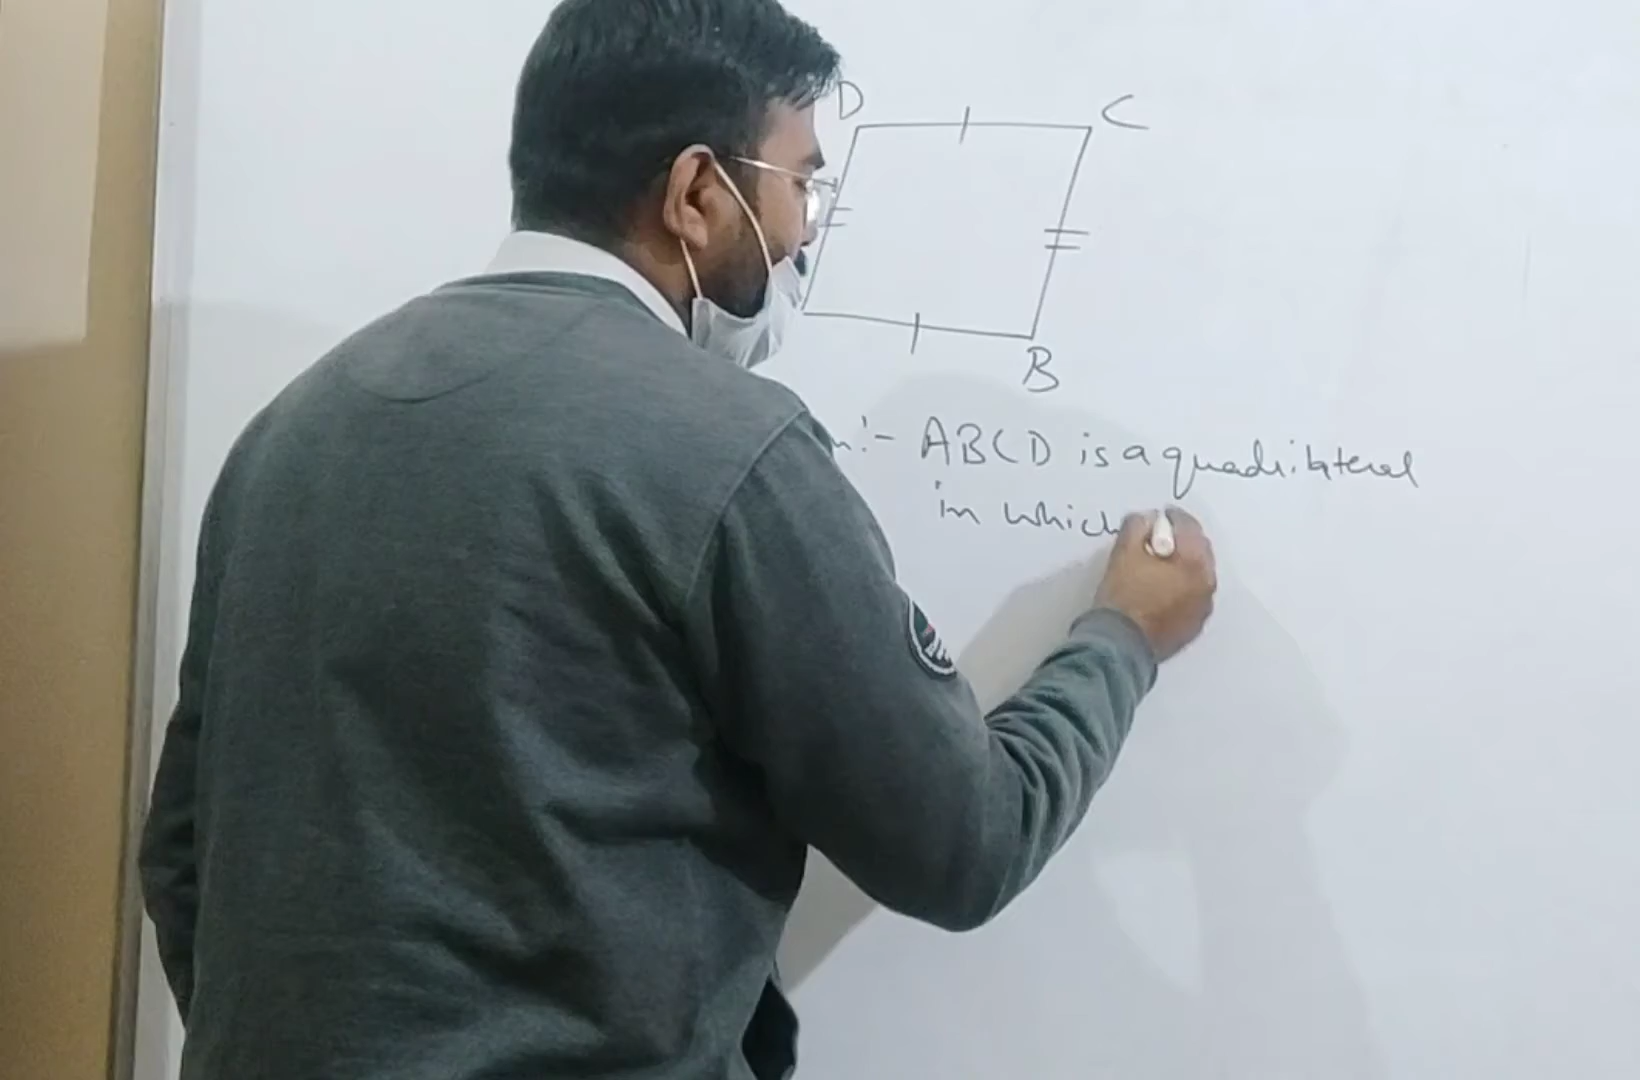 D
C
B
n:- ABCD is a quadrilateral
in which